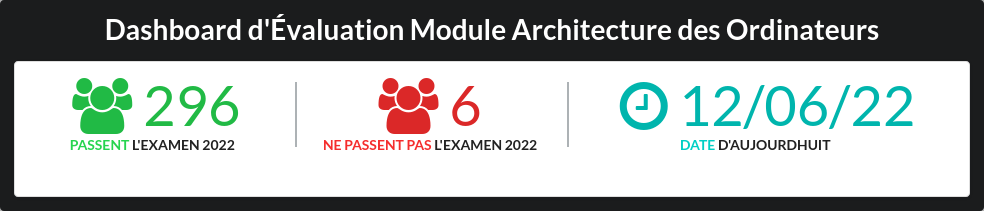 Dashboard d'Évaluation Module Architecture des Ordinateurs
296
PASSENT L'EXAMEN 2022
6
NE PASSENT PAS L'EXAMEN 2022
12/06/22
DATE D'AUJOURDHUIT